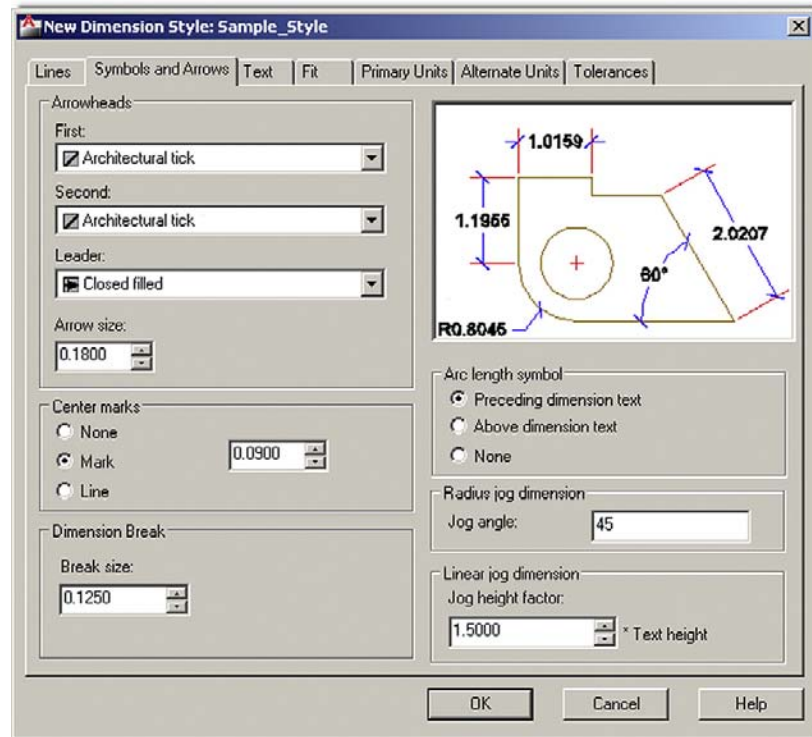 New Dimension Style: Sample_Style
Lines Symbols and Arrows Text Fit Primary Units Alternate Units Tolerances
Arrowheads
First:
Architectural tick
Second:
Architectural tick
Leader:
Closed filled
Arrow size:
0.1800
Center marks
None
Mark
0.0900
Line
Dimension Break
Break size:
0.1250
1.0159
1.1955
2.0207
60°
R0.8045
Arc length symbol
Preceding dimension text
Above dimension text
None
Radius jog dimension
Jog angle: 45
Linear jog dimension
Jog height factor:
1.5000 * Text height
OK Cancel Help